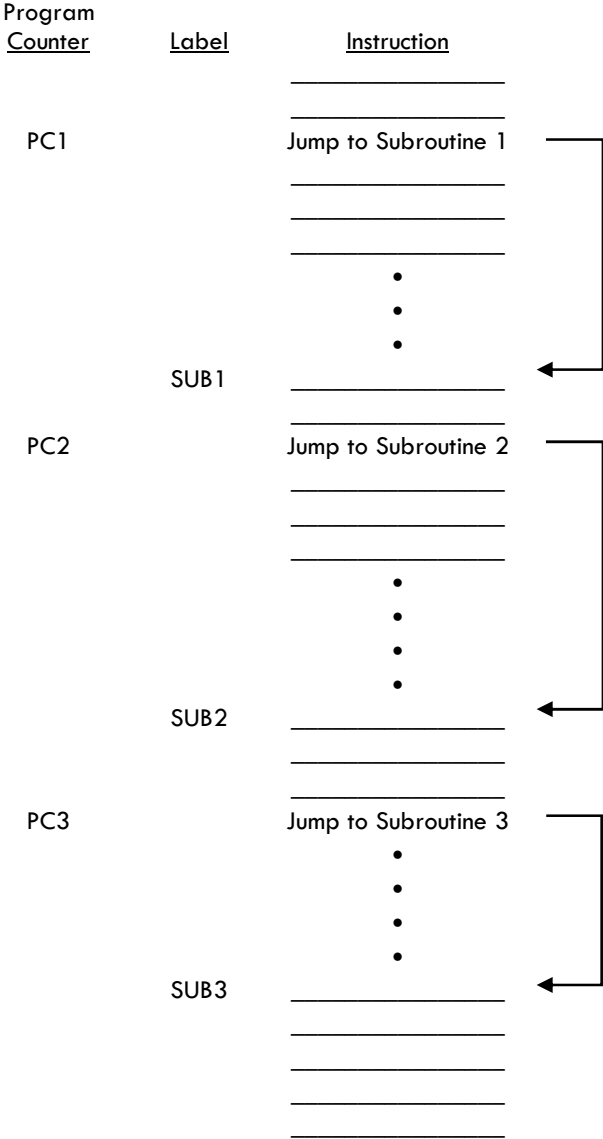 Program
Counter Label Instruction
PC1 Jump to Subroutine 1
SUB1
PC2 Jump to Subroutine 2
SUB2
PC3 Jump to Subroutine 3
SUB3